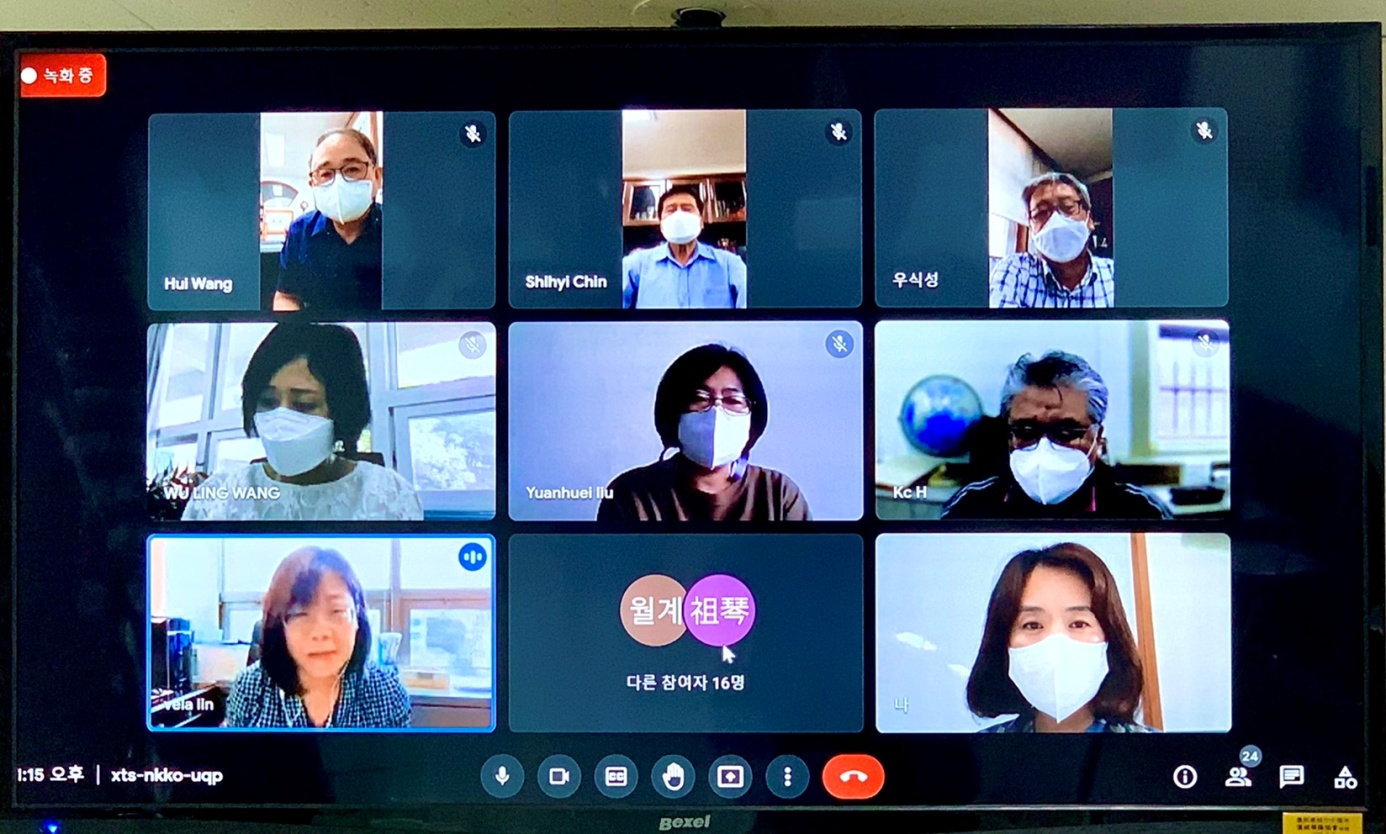 녹화 중
Hui Wang
Shihyi Chin
우식성
WU LING WANG
Yuanhuei liu
Kc H
vela lin
월계 祖琴
다른 참여자 16명
나
1:15 오후 | xts-nkko-uqp
CC
24
Bexel